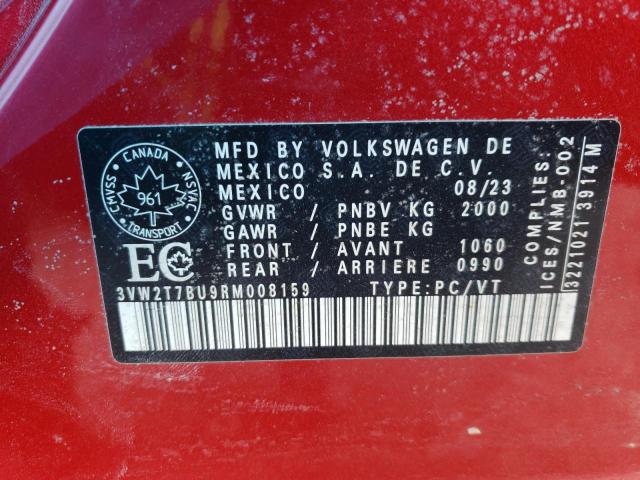 CANADA
CMVSS
NSVAC
961
TRANSPORT
EC
MFD BY VOLKSWAGEN DE
MEXICO S.A. DE C.V.
MEXICO 08/23
GVWR / PNBV KG 2000
GAWR / PNBE KG
FRONT / AVANT 1060
REAR / ARRIERE 0990
3VW2T7BU9RM008159 TYPE:PC/VT
COMPLIES:
ICES/NMB-002
3221021 3914 M